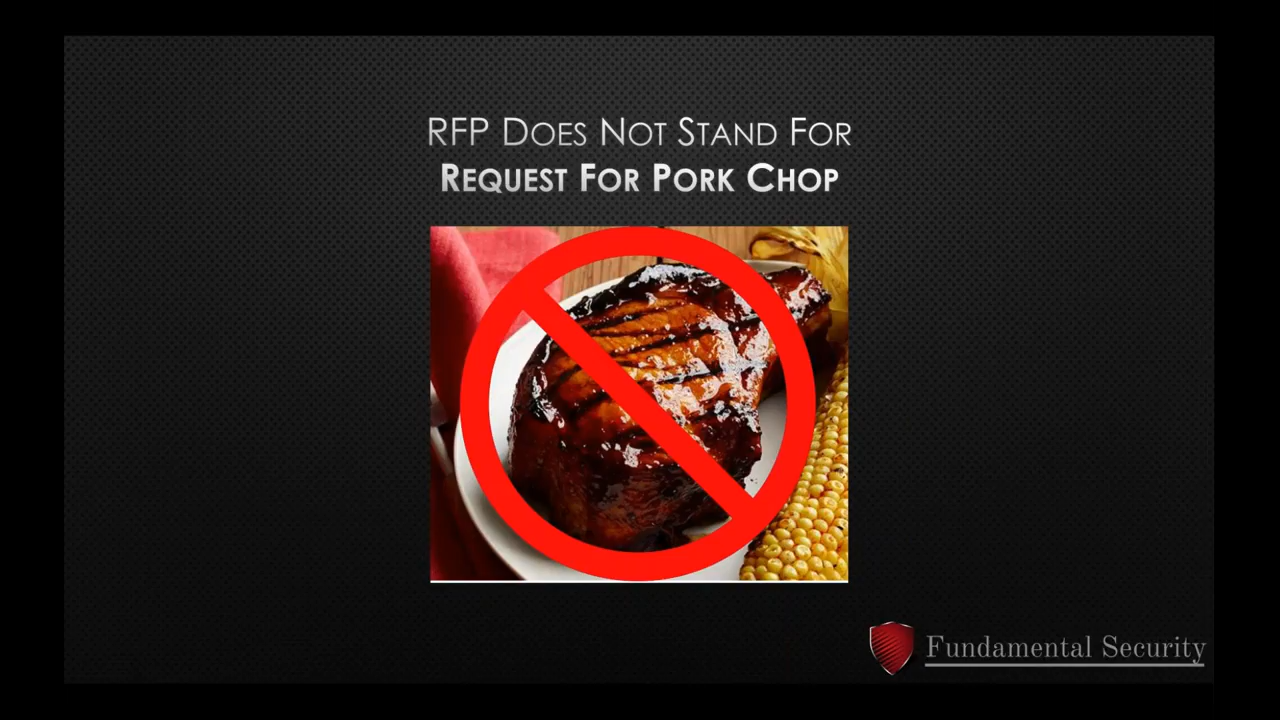 RFP Does Not Stand For
Request For Pork Chop
Fundamental Security